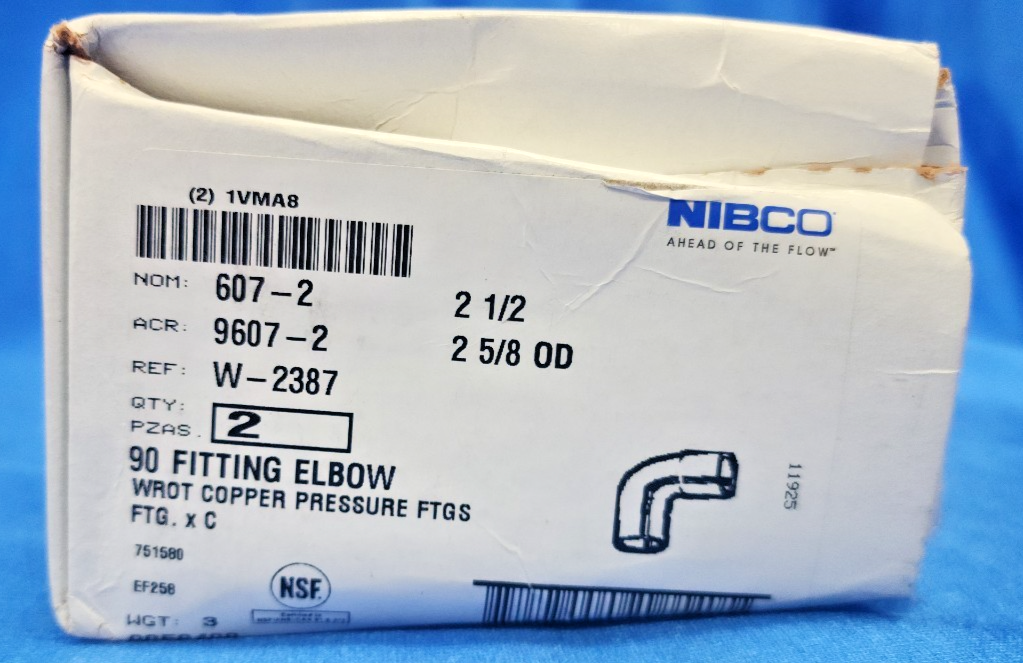 (2) 1VMA8
NIBCO
AHEAD OF THE FLOW™
NOM: 607-2 2 1/2
ACR: 9607-2 2 5/8 OD
REF: W-2387
QTY:
PZAS. 2
90 FITTING ELBOW
WROT COPPER PRESSURE FTGS
FTG. x C
11925
751580
EF258
NSF.
WGT: 3